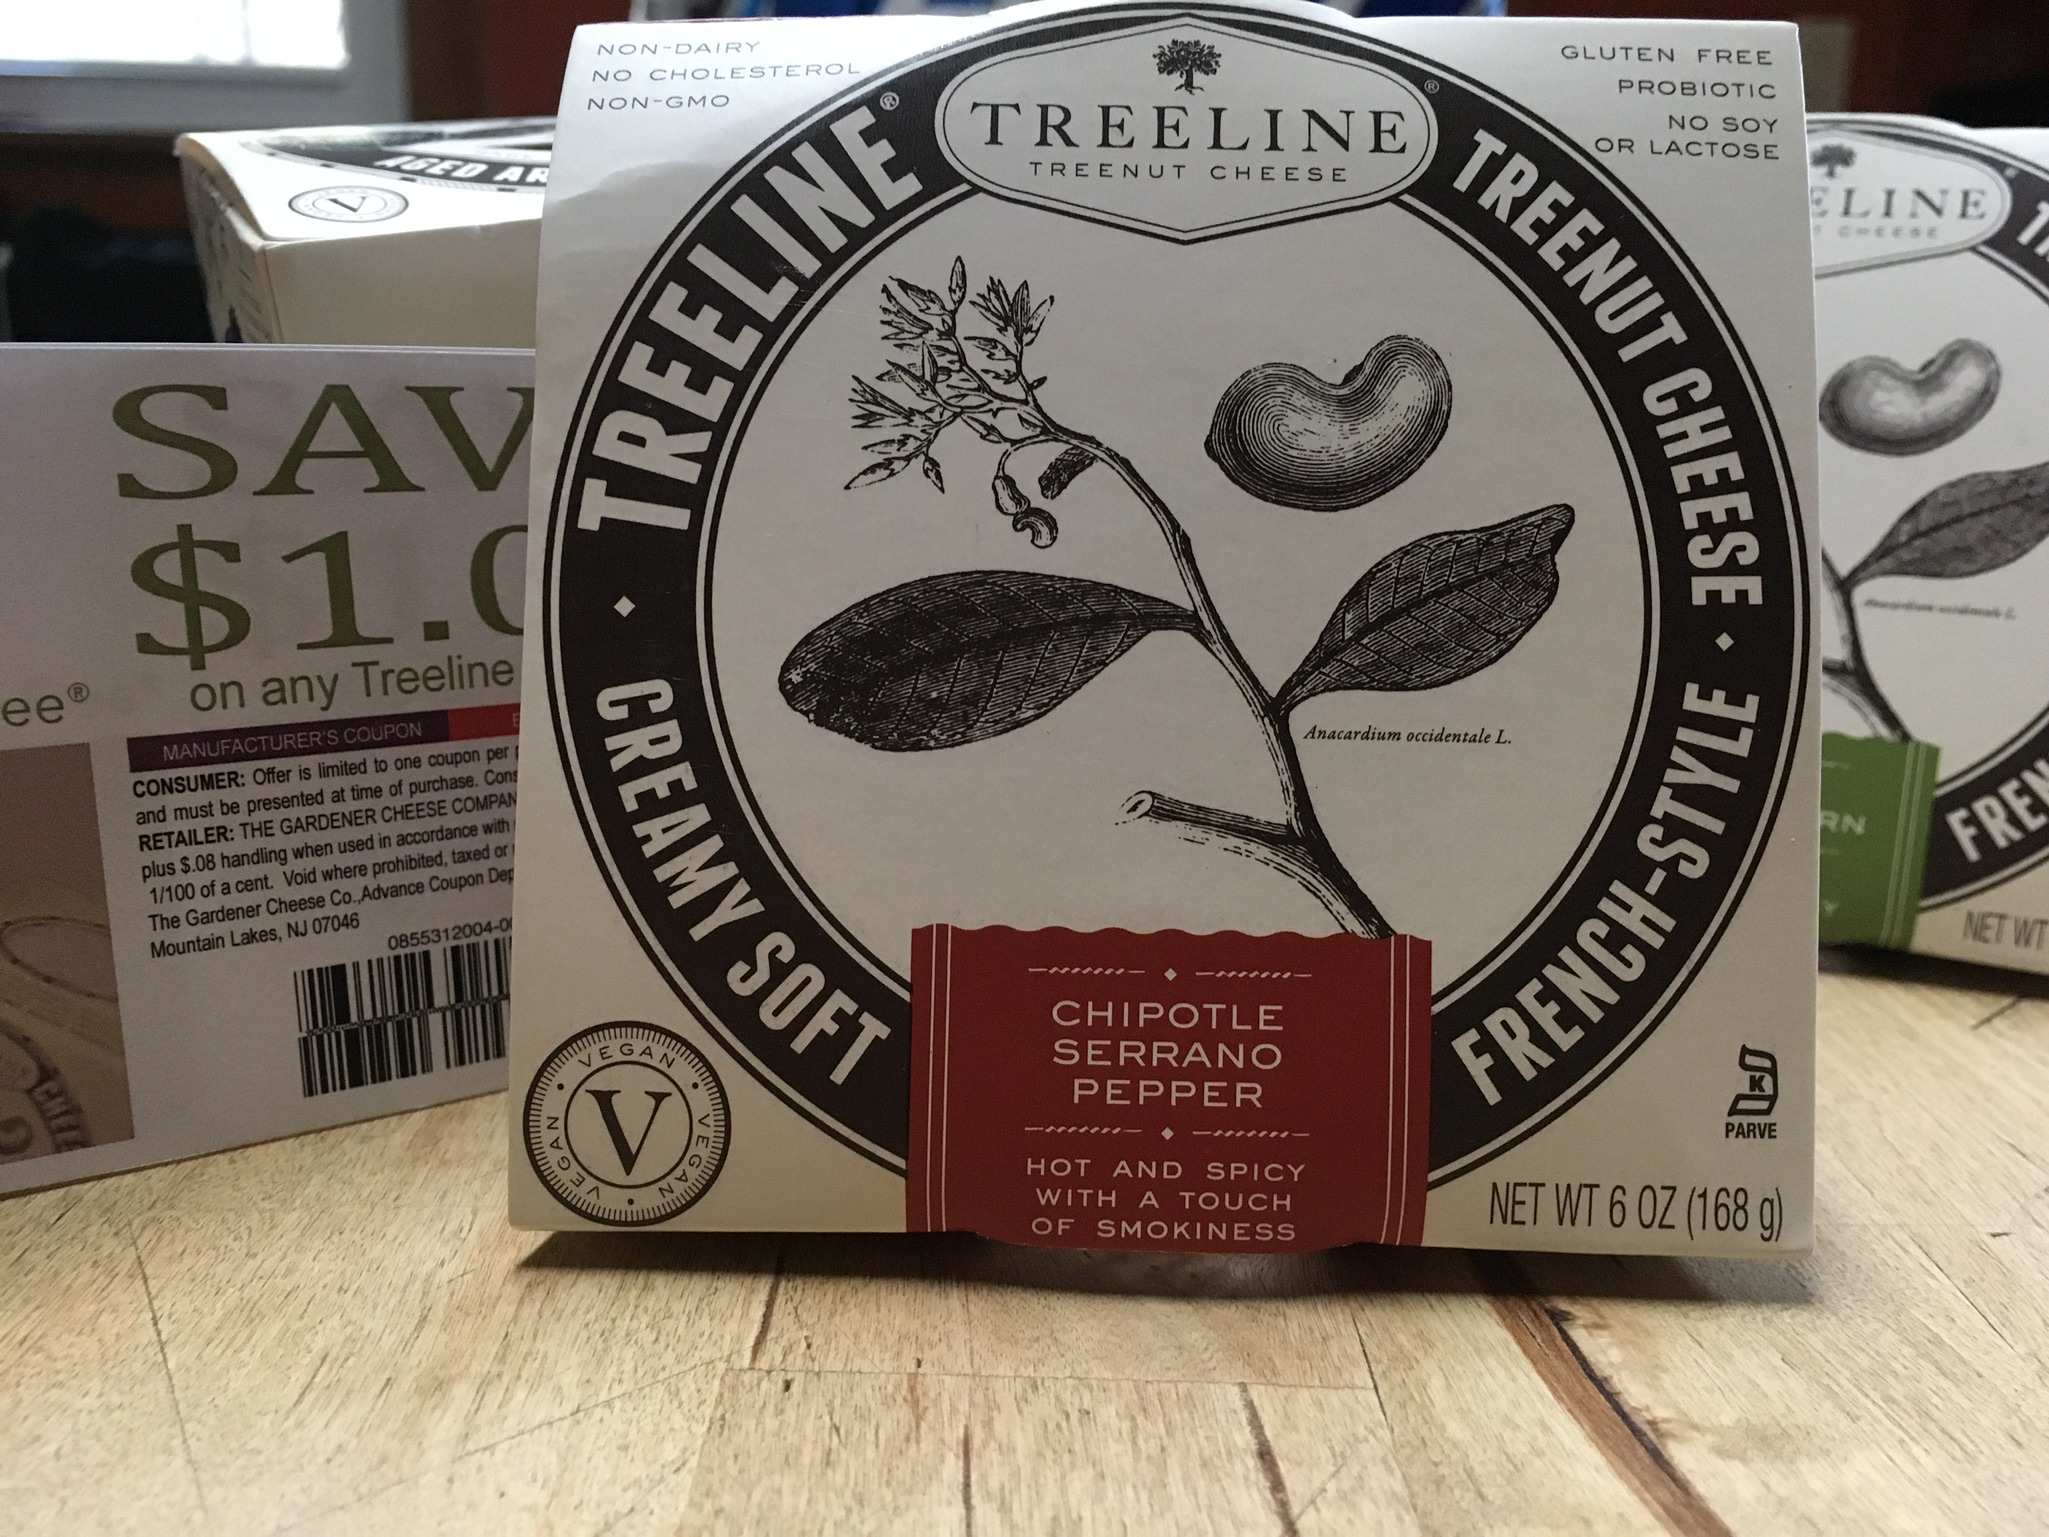 NON-DAIRY
NO CHOLESTEROL
NON-GMO
TREELINE®
TREENUT CHEESE
GLUTEN FREE
PROBIOTIC
NO SOY
OR LACTOSE
TREELINE®
TREENUT CHEESE
CREAMY SOFT
FRENCH-STYLE
Anacardium occidentale L.
CHIPOTLE
SERRANO
PEPPER
HOT AND SPICY
WITH A TOUCH
OF SMOKINESS
VEGAN VEGAN VEGAN
V
K
PARVE
NET WT 6 OZ (168 g)
AGED
V
$1.0
on any Treeline
MANUFACTURER'S COUPON
CONSUMER: Offer is limited to one coupon per
and must be presented at time of purchase.
RETAILER: THE GARDENER CHEESE
plus $.08 handling when used in accordance with
1/100 of a cent. Void where prohibited, taxed or
The Gardener Cheese Co.,Advance Coupon
Mountain Lakes, NJ 07046
CHEESE
Anacardium occidentale L.
NET WT